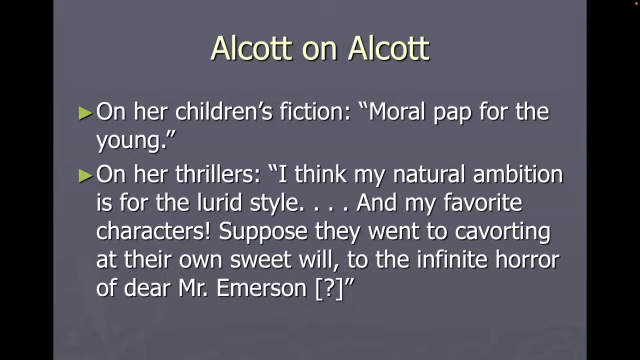 Alcott on Alcott
►On her children's fiction: “Moral pap for the
young.”
►On her thrillers: “I think my natural ambition
is for the lurid style. . . . And my favorite
characters! Suppose they went to cavorting
at their own sweet will, to the infinite horror
of dear Mr. Emerson [?]”